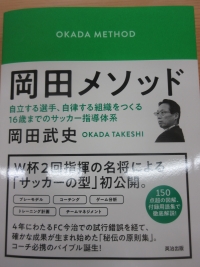 OKADA METHOD
岡田メソッド
自立する選手、自律する組織をつくる
16歳までのサッカー指導体系
岡田武史 OKADA TAKESHI
W杯2回指揮の名将による
「サッカーの型」初公開。
プレーモデル コーチング ゲーム分析
トレーニング計画 チームマネジメント
4年にわたるFC今治での試行錯誤を経て、
確かな成果が生まれ始めた「秘伝の原則集」。
コーチ必携のバイブル誕生!
150
点超の図解、
付録用語集で
徹底解説!
英治出版